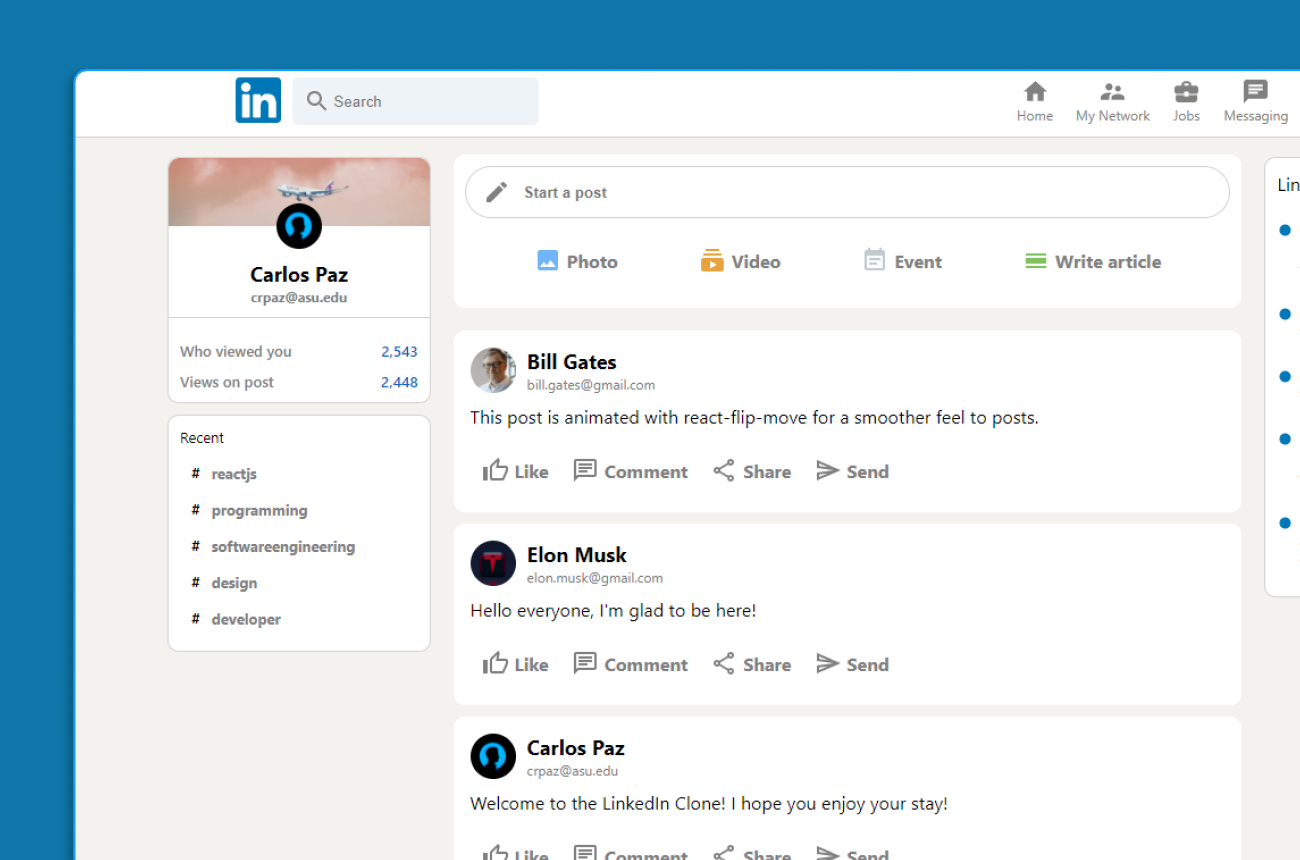 in
Search
Home
My Network
Jobs
Messaging
Carlos Paz
crpaz@asu.edu
Who viewed you 2,543
Views on post 2,448
Recent
# reactjs
# programming
# softwareengineering
# design
# developer
Start a post
Photo
Video
Event
Write article
Bill Gates
bill.gates@gmail.com
This post is animated with react-flip-move for a smoother feel to posts.
Like Comment Share Send
Elon Musk
elon.musk@gmail.com
Hello everyone, I'm glad to be here!
Like Comment Share Send
Carlos Paz
crpaz@asu.edu
Welcome to the LinkedIn Clone! I hope you enjoy your stay!
Like Comment Share Send
Lin